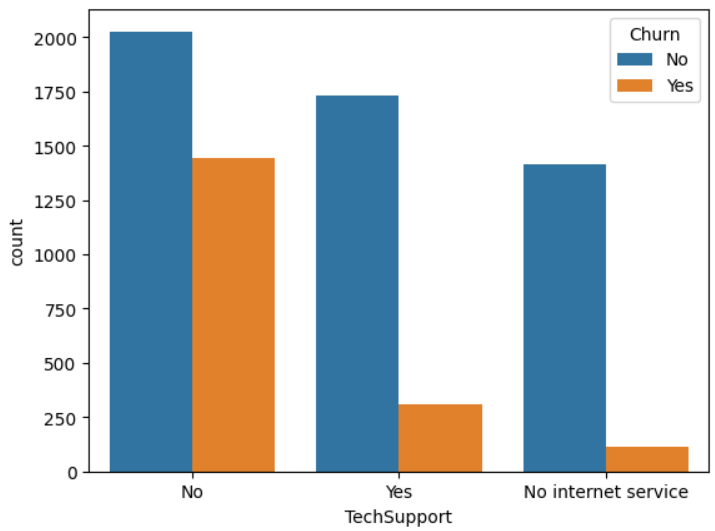 Churn
No
Yes
2000
1750
1500
1250
1000
750
500
250
0
count
No
Yes
No internet service
TechSupport